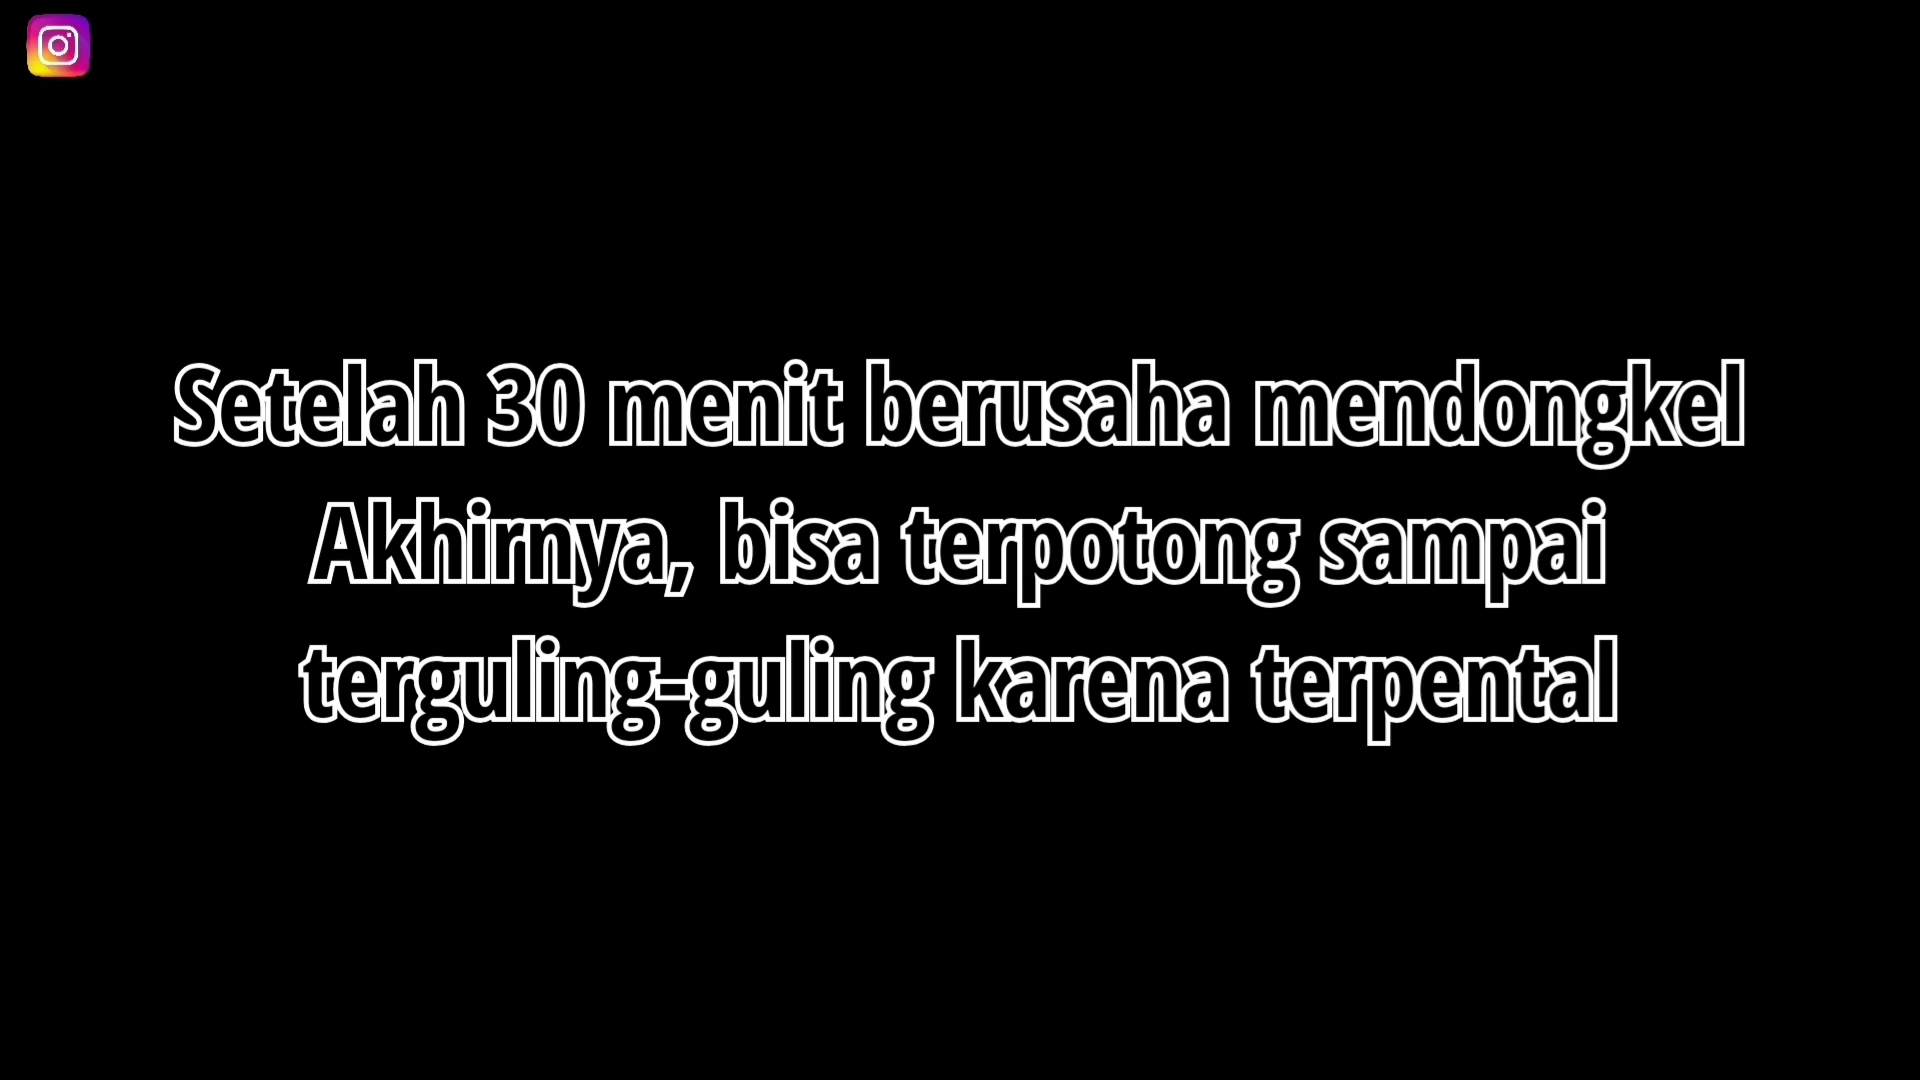 Setelah 30 menit berusaha mendongkel
Akhirnya, bisa terpotong sampai
terguling-guling karena terpental